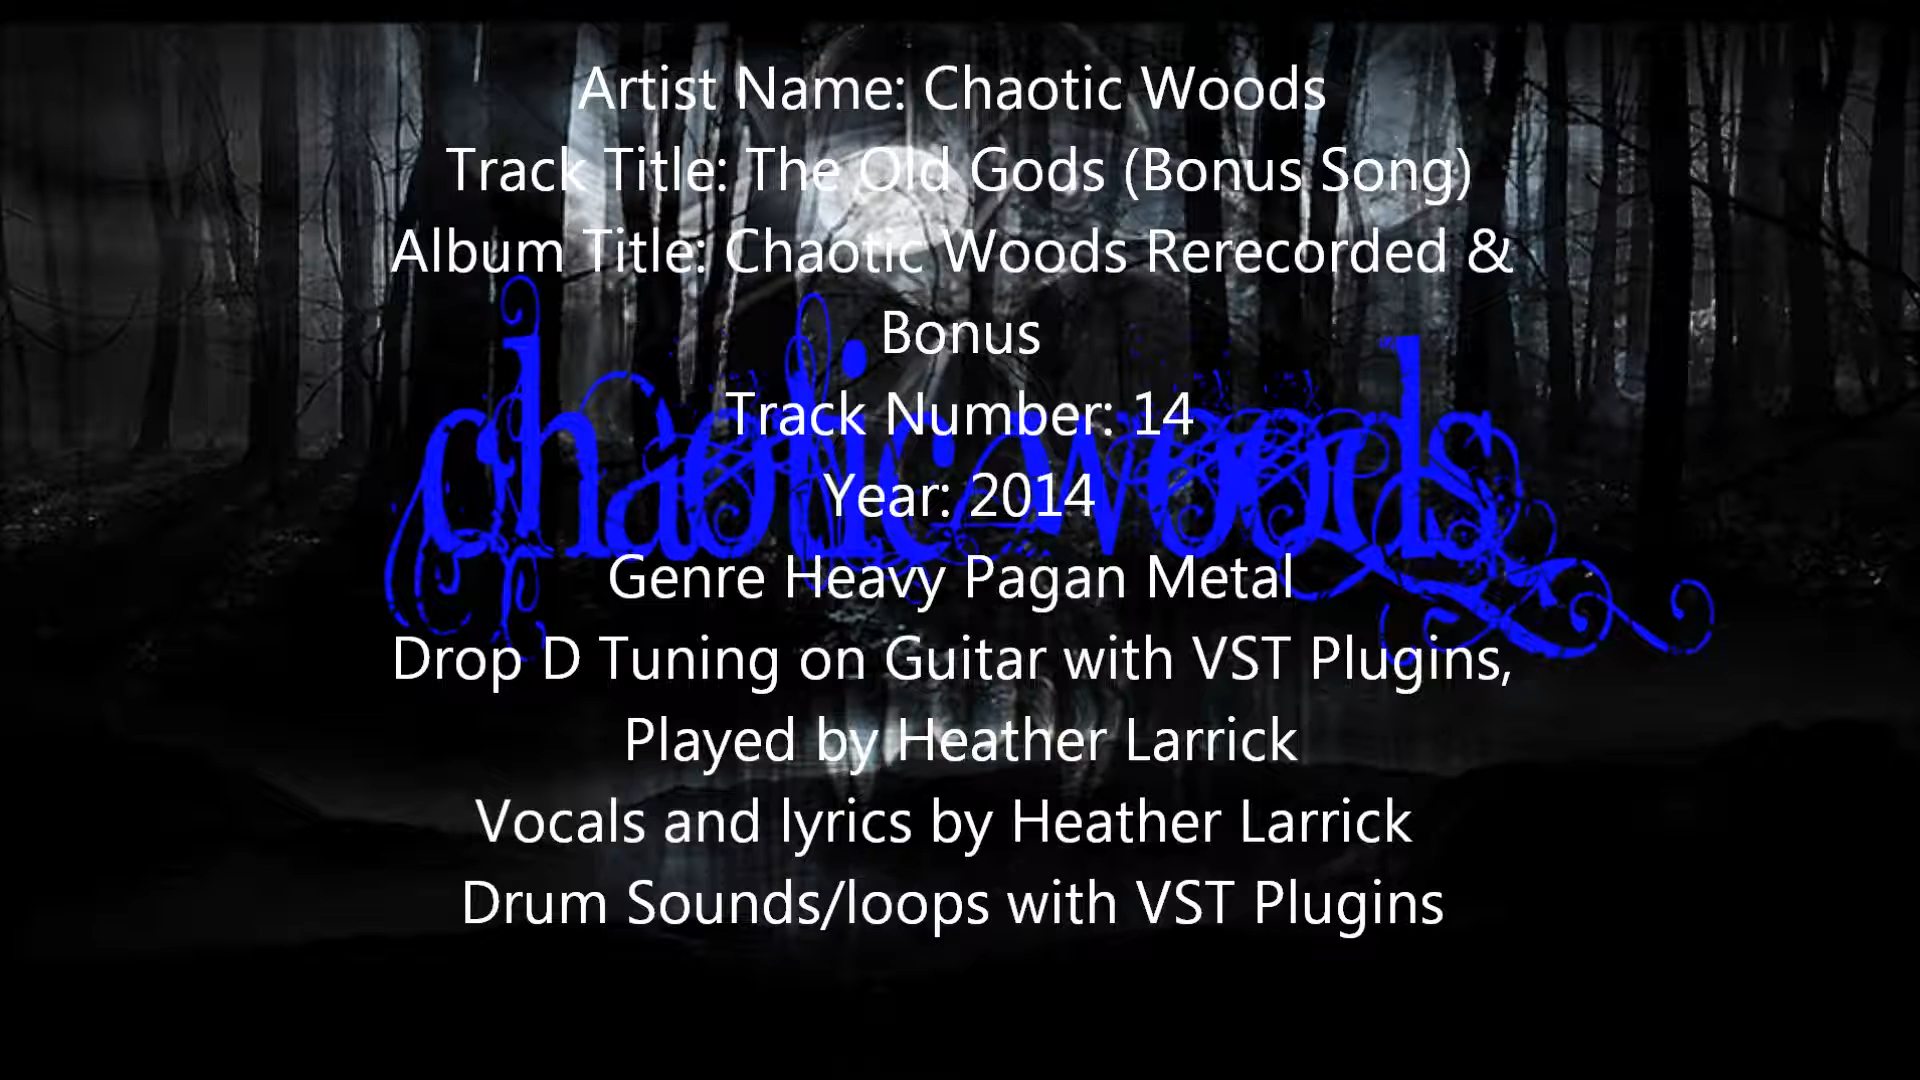 Artist Name: Chaotic Woods
Track Title: The Old Gods (Bonus Song)
Album Title: Chaotic Woods Rerecorded &
Bonus
Track Number: 14
chaotic woods
Year: 2014
Genre Heavy Pagan Metal
Drop D Tuning on Guitar with VST Plugins,
Played by Heather Larrick
Vocals and lyrics by Heather Larrick
Drum Sounds/loops with VST Plugins